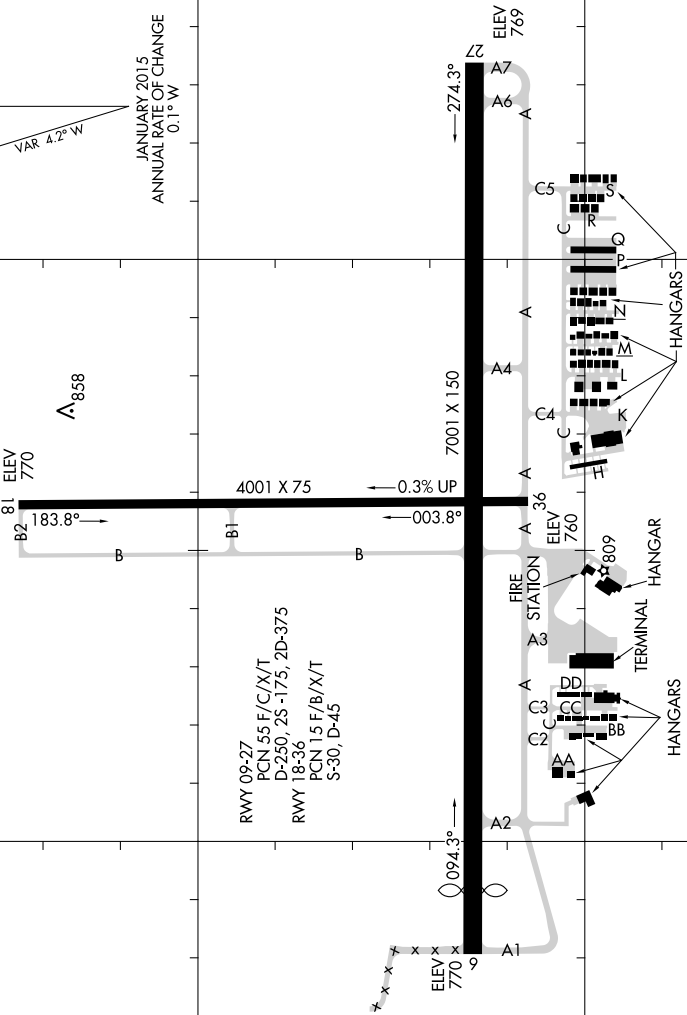 ELEV
769
27
A7
A6
274.3°
A
JANUARY 2015
ANNUAL RATE OF CHANGE
0.1° W
VAR 4.2° W
C5
S
C
R
Q
P
A
N
HANGARS
M
A4
L
858
7001 X 150
C4
K
C
ELEV
770
18
4001 X 75
0.3% UP
A
H
183.8°
003.8°
36
B2
B1
A
ELEV
760
B
B
809
FIRE
STATION
HANGAR
A3
TERMINAL
RWY 09-27
PCN 55 F/C/X/T
D-250, 2S -175, 2D-375
RWY 18-36
PCN 15 F/B/X/T
S-30, D-45
A
DD
C3
CC
C
BB
C2
HANGARS
AA
094.3°
A2
ELEV
770
9
A1